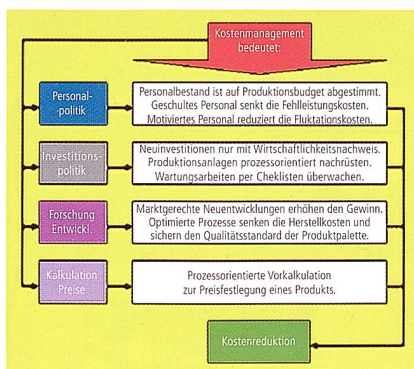 Kostenmanagement
bedeutet:
Personal-
politik
Personalbestand ist auf Produktionsbudget abgestimmt.
Geschultes Personal senkt die Fehlleistungskosten.
Motiviertes Personal reduziert die Fluktationskosten.
Investitions-
politik
Neuinvestitionen nur mit Wirtschaftlichkeitsnachweis.
Produktionsanlagen prozessorientiert nachrüsten.
Wartungsarbeiten per Cheklisten überwachen.
Forschung
Entwickl.
Marktgerechte Neuentwicklungen erhöhen den Gewinn.
Optimierte Prozesse senken die Herstellkosten und
sichern den Qualitätsstandard der Produktpalette.
Kalkulation
Preise
Prozessorientierte Vorkalkulation
zur Preisfestlegung eines Produkts.
Kostenreduktion